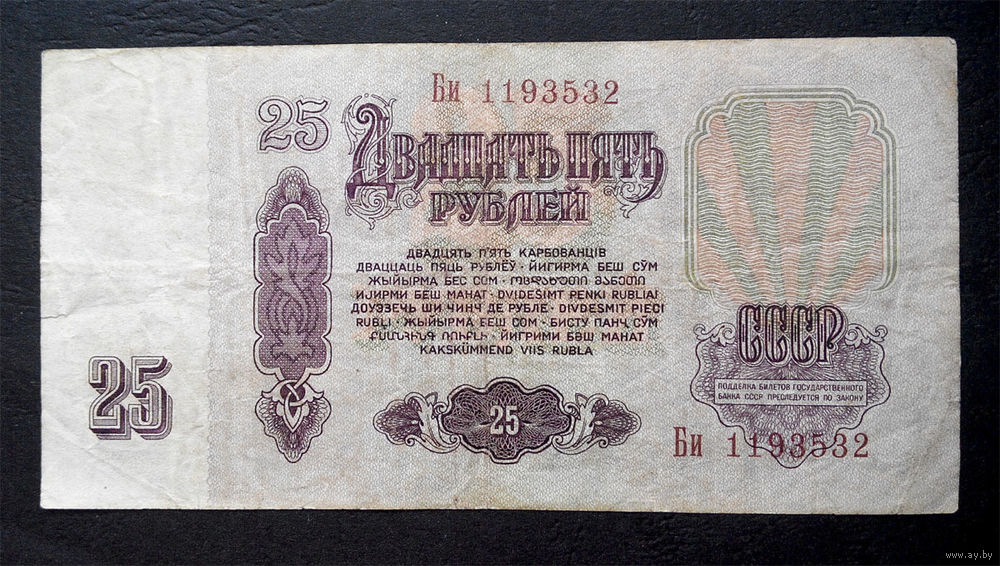 Би 1193532
25
Двадцать пять
рублей
ДВАДЦЯТЬ П'ЯТЬ КАРБОВАНЦІВ
ДВАЦЦАЦЬ ПЯЦЬ РУБЛЁЎ · ЙИГИРМА БЕШ СЎМ
ЖЫЙЫРМА БЕС СОМ · ᲝᲪᲓᲐᲮᲣᲗᲘ ᲛᲐᲜᲔᲗᲘ
ИЈИРМИ БЕШ МАНАТ · DVIDEŠIMT PENKI RUBLIAI
ДОУЭЗЕЧЬ ШИ ЧИНЧ ДЕ РУБЛЕ · DIVDESMIT PIECI
RUBĻI · ЖЫЙЫРМА БЕШ СОМ · БИСТУ ПАНҶ СЎМ
ՔՍԱՆՀԻՆԳ ՌՈՒԲԼԻ · ЙИГРИМИ БЕШ МАНАТ
KAKSKÜMMEND VIIS RUBLA
СССР
ПОДДЕЛКА БИЛЕТОВ ГОСУДАРСТВЕННОГО
БАНКА СССР ПРЕСЛЕДУЕТСЯ ПО ЗАКОНУ
25
25
Би 1193532
www.ay.by